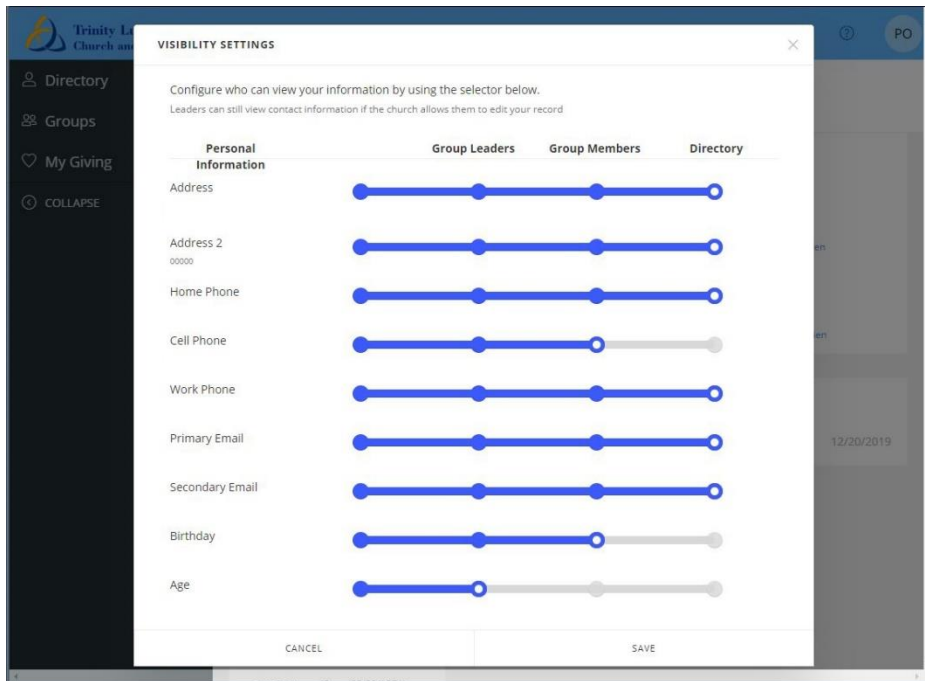 Trinity
Church
PO
Directory
Groups
My Giving
COLLAPSE
VISIBILITY SETTINGS
Configure who can view your information by using the selector below.
Leaders can still view contact information if the church allows them to edit your record
Personal Information Group Leaders Group Members Directory
Address
Address 2
00000
Home Phone
Cell Phone
Work Phone
Primary Email
Secondary Email
Birthday
Age
CANCEL SAVE
12/20/2019